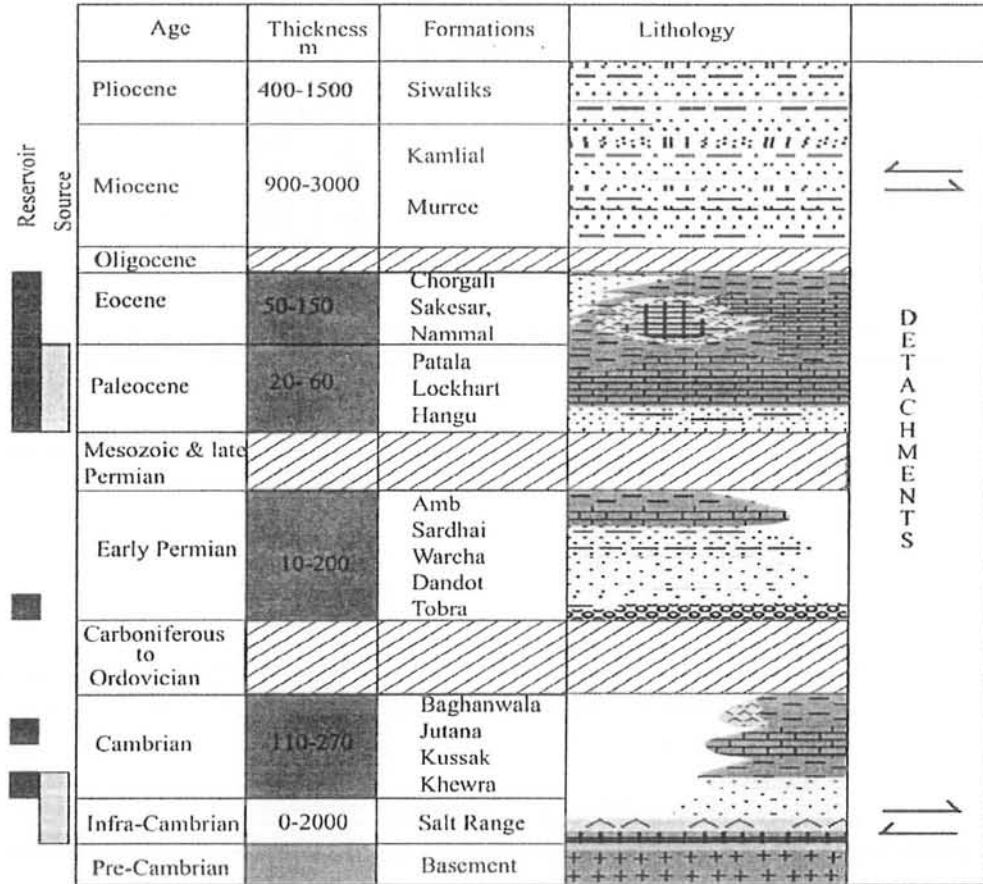 Age
Thickness
m
Formations
Lithology
Reservoir
Source
Pliocene
400-1500
Siwaliks
Miocene
900-3000
Kamlial
Murree
Oligocene
Eocene
50-150
Chorgali
Sakesar,
Nammal
Paleocene
20- 60
Patala
Lockhart
Hangu
Mesozoic & late
Permian
Early Permian
10-200
Amb
Sardhai
Warcha
Dandot
Tobra
Carboniferous
to
Ordovician
Cambrian
110-270
Baghanwala
Jutana
Kussak
Khewra
Infra-Cambrian
0-2000
Salt Range
Pre-Cambrian
Basement
DETACHMENTS